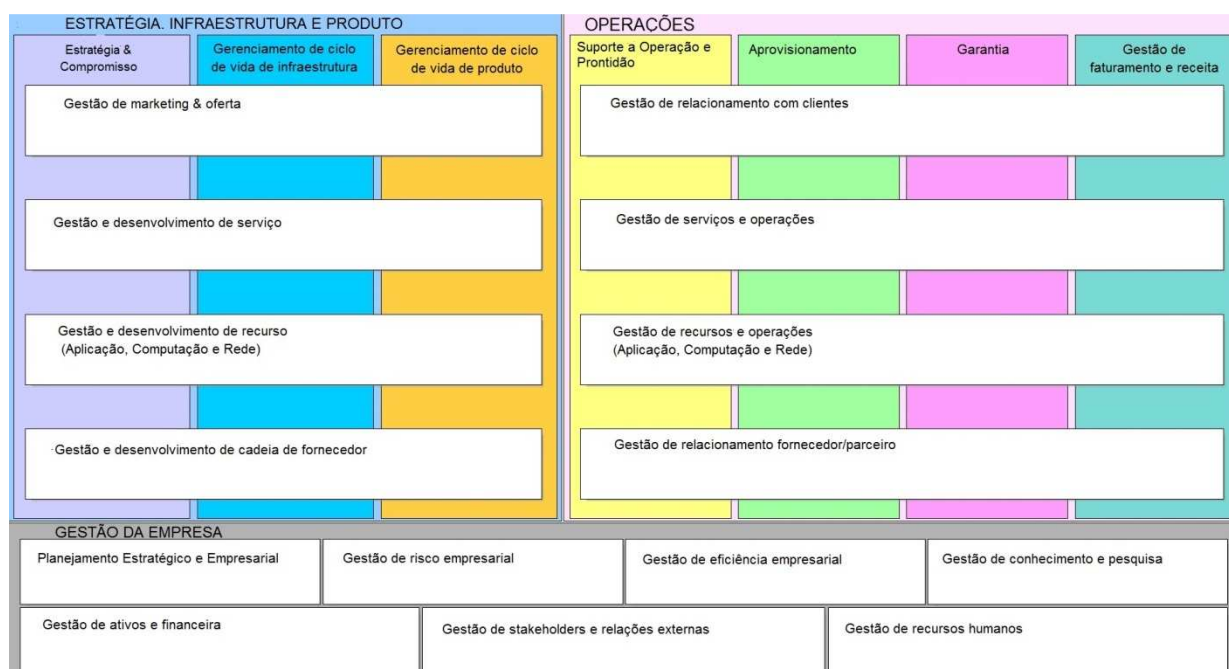 ESTRATÉGIA. INFRAESTRUTURA E PRODUTO
Estratégia &
Compromisso
Gerenciamento de ciclo
de vida de infraestrutura
Gerenciamento de ciclo
de vida de produto
Gestão de marketing & oferta
Gestão e desenvolvimento de serviço
Gestão e desenvolvimento de recurso
(Aplicação, Computação e Rede)
Gestão e desenvolvimento de cadeia de fornecedor
OPERAÇÕES
Suporte a Operação e
Prontidão
Aprovisionamento
Garantia
Gestão de
faturamento e receita
Gestão de relacionamento com clientes
Gestão de serviços e operações
Gestão de recursos e operações
(Aplicação, Computação e Rede)
Gestão de relacionamento fornecedor/parceiro
GESTÃO DA EMPRESA
Planejamento Estratégico e Empresarial
Gestão de risco empresarial
Gestão de eficiência empresarial
Gestão de conhecimento e pesquisa
Gestão de ativos e financeira
Gestão de stakeholders e relações externas
Gestão de recursos humanos